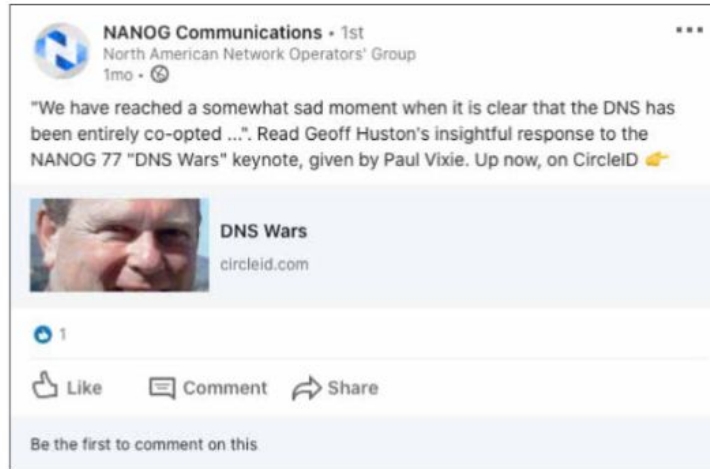 NANOG Communications • 1st
North American Network Operators' Group
1mo •
"We have reached a somewhat sad moment when it is clear that the DNS has
been entirely co-opted ...". Read Geoff Huston's insightful response to the
NANOG 77 "DNS Wars" keynote, given by Paul Vixie. Up now, on CircleID 👉
DNS Wars
circleid.com
1
Like Comment Share
Be the first to comment on this